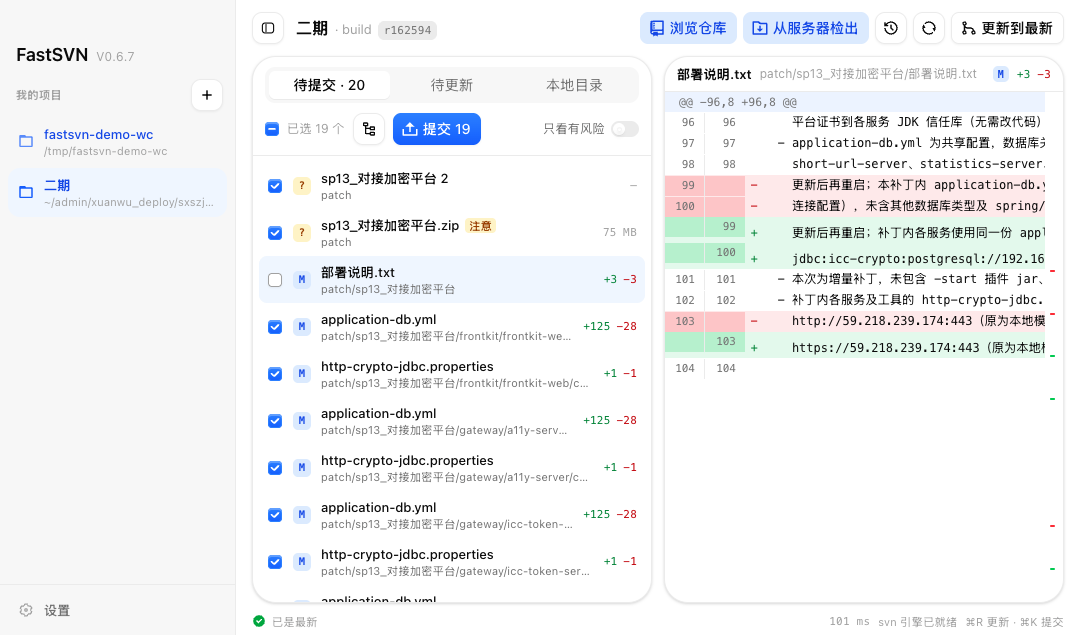 FastSVN V0.6.7
我的项目
+
fastsvn-demo-wc
/tmp/fastsvn-demo-wc
二期
~/admin/xuanwu_deploy/sxszj...
设置
二期 · build r162594
浏览仓库
从服务器检出
更新到最新
待提交 · 20
待更新
本地目录
已选 19 个
提交 19
只看有风险
? sp13_对接加密平台 2 —
patch
? sp13_对接加密平台.zip 注意 75 MB
patch
M 部署说明.txt +3 −3
patch/sp13_对接加密平台
M application-db.yml +125 −28
patch/sp13_对接加密平台/frontkit/frontkit-we...
M http-crypto-jdbc.properties +1 −1
patch/sp13_对接加密平台/frontkit/frontkit-web/c...
M application-db.yml +125 −28
patch/sp13_对接加密平台/gateway/a11y-serv...
M http-crypto-jdbc.properties +1 −1
patch/sp13_对接加密平台/gateway/a11y-server/c...
M application-db.yml +125 −28
patch/sp13_对接加密平台/gateway/icc-token-...
M http-crypto-jdbc.properties +1 −1
patch/sp13_对接加密平台/gateway/icc-token-ser...
application-db.yml
部署说明.txt patch/sp13_对接加密平台/部署说明.txt M +3 −3
@@ −96,8 +96,8 @@
96 96 平台证书到各服务 JDK 信任库（无需改代码）
97 97 − application-db.yml 为共享配置，数据库
98 98 short-url-server、statistics-server
99 − 更新后再重启；本补丁内 application-db.y
100 − 连接配置），未含其他数据库类型及 spring/
99 + 更新后再重启；补丁内各服务使用同一份 appl
100 + jdbc:icc-crypto:postgresql://192.16
101 101 − 本次为增量补丁，未包含 −start 插件 jar、
102 102 − 补丁内各服务及工具的 http-crypto-jdbc.
103 − http://59.218.239.174:443（原为本地模
103 + https://59.218.239.174:443（原为本地
104 104
已是最新
101 ms svn 引擎已就绪 ⌘R 更新 · ⌘K 提交